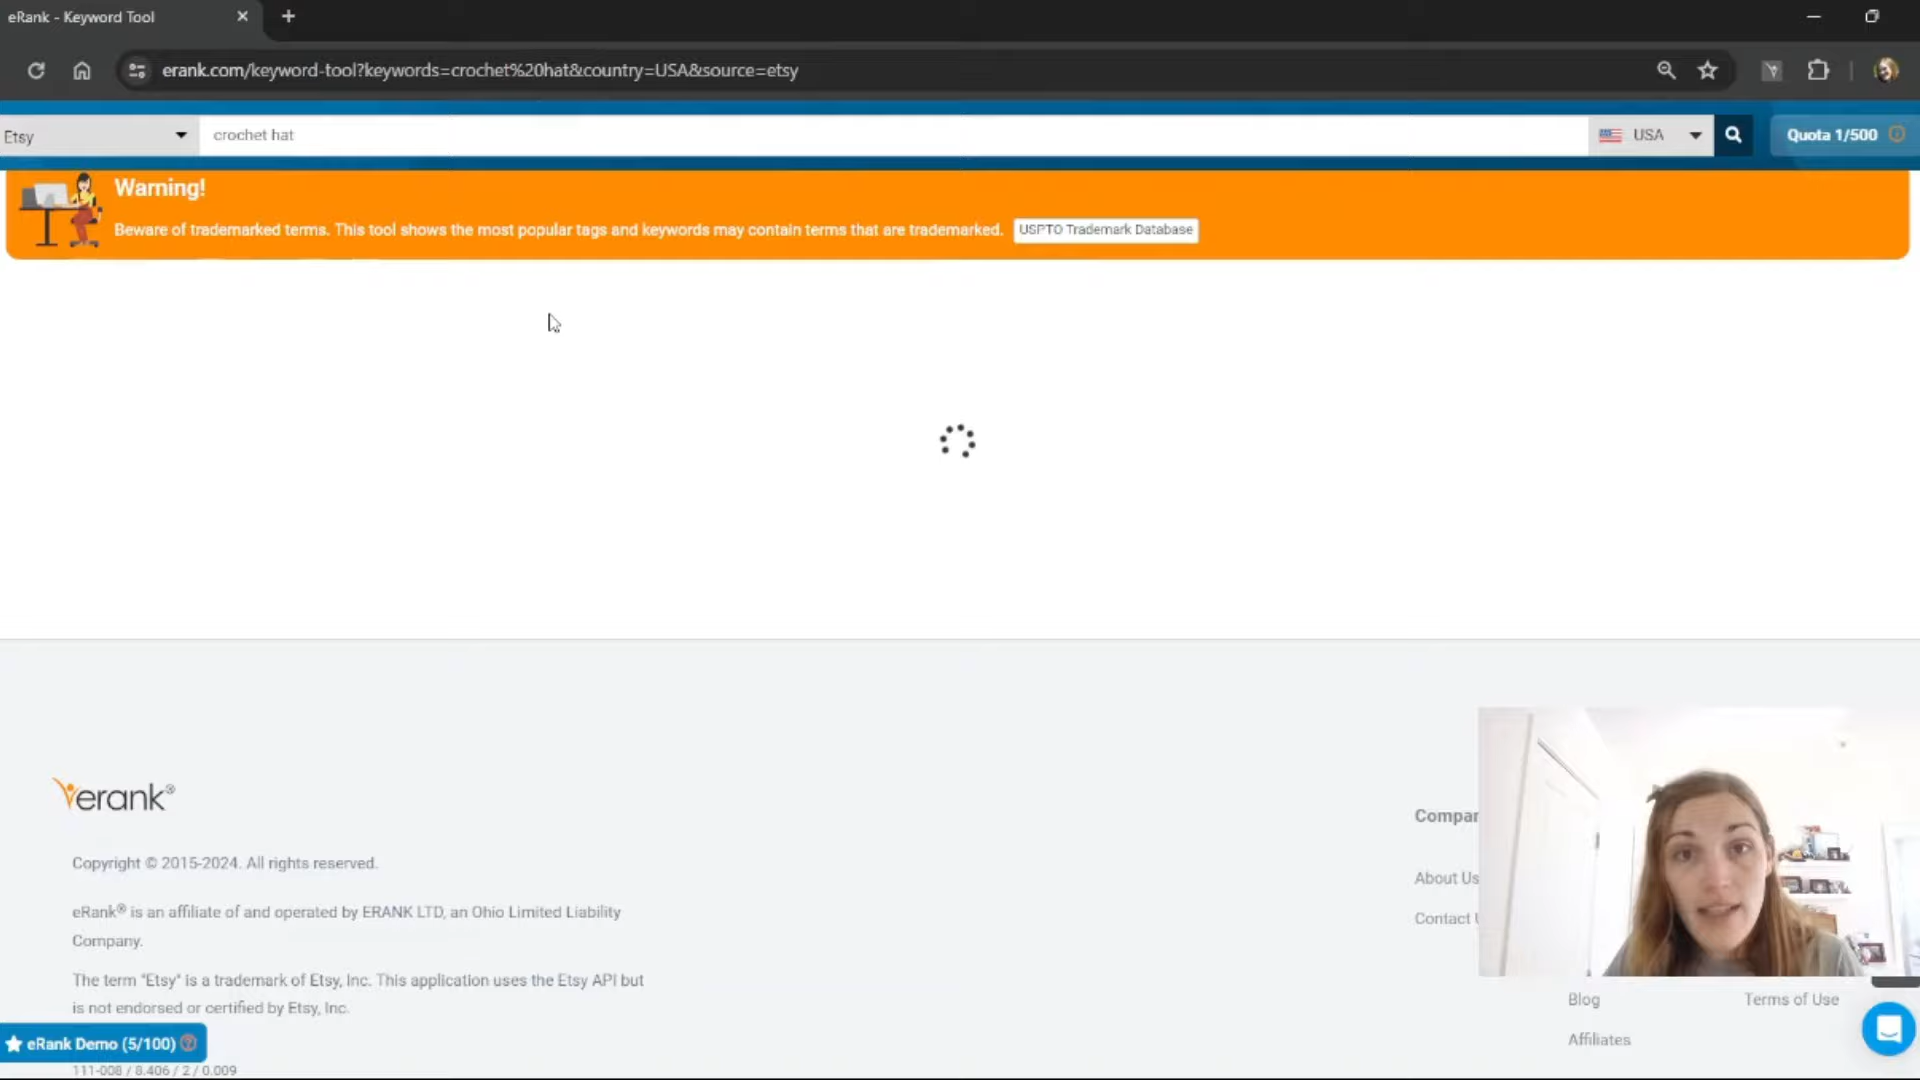 eRank - Keyword Tool
erank.com/keyword-tool?keywords=crochet%20hat&country=USA&source=etsy
Etsy
crochet hat
USA
Quota 1/500
Warning!
Beware of trademarked terms. This tool shows the most popular tags and keywords may contain terms that are trademarked.
USPTO Trademark Database
erank®
Copyright © 2015-2024. All rights reserved.
eRank® is an affiliate of and operated by ERANK LTD, an Ohio Limited Liability
Company.
The term "Etsy" is a trademark of Etsy, Inc. This application uses the Etsy API but
is not endorsed or certified by Etsy, Inc.
eRank Demo (5/100)
111-008 / 8.406 / 2 / 0.009
Compan
About Us
Contact U
Blog
Terms of Use
Affiliates